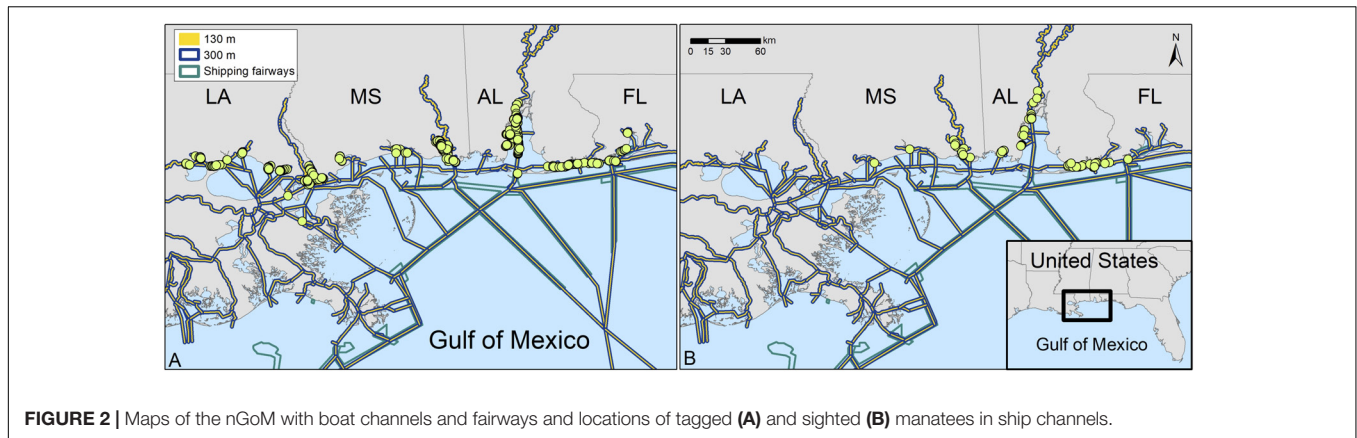 130 m
300 m
Shipping fairways
LA
MS
AL
FL
Gulf of Mexico
A
km
0 15 30 60
N
LA
MS
AL
FL
B
United States
Gulf of Mexico
FIGURE 2 | Maps of the nGoM with boat channels and fairways and locations of tagged (A) and sighted (B) manatees in ship channels.